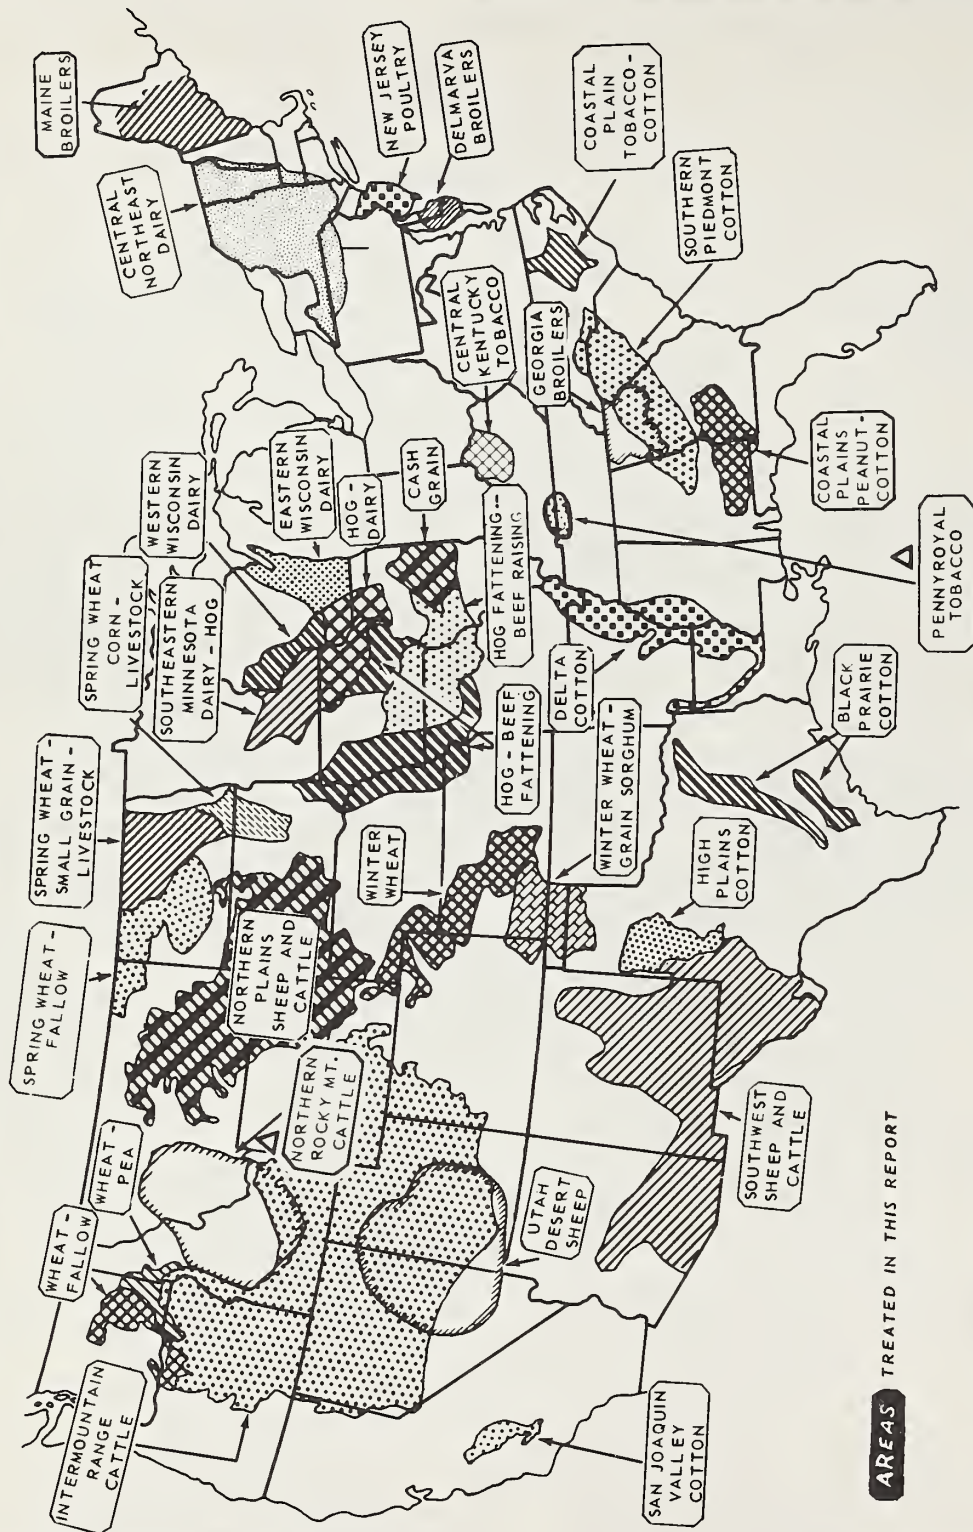 MAINE
BROILERS
CENTRAL
NORTHEAST
DAIRY
NEW JERSEY
POULTRY
DELMARVA
BROILERS
COASTAL
PLAIN
TOBACCO-
COTTON
SOUTHERN
PIEDMONT
COTTON
CENTRAL
KENTUCKY
TOBACCO
GEORGIA
BROILERS
COASTAL
PLAINS
PEANUT-
COTTON
PENNYROYAL
TOBACCO
WESTERN
WISCONSIN
DAIRY
EASTERN
WISCONSIN
DAIRY
HOG-
DAIRY
CASH
GRAIN
HOG FATTENING--
BEEF RAISING
SPRING WHEAT
CORN-
LIVESTOCK
SOUTHEASTERN
MINNESOTA
DAIRY-HOG
DELTA
COTTON
HOG-BEEF
FATTENING
BLACK
PRAIRIE
COTTON
SPRING WHEAT-
SMALL GRAIN-
LIVESTOCK
WINTER
WHEAT
WINTER WHEAT-
GRAIN SORGHUM
HIGH
PLAINS
COTTON
SPRING WHEAT-
FALLOW
NORTHERN
PLAINS
SHEEP AND
CATTLE
NORTHERN
ROCKY MT.
CATTLE
SOUTHWEST
SHEEP AND
CATTLE
WHEAT-
PEA
WHEAT-
FALLOW
UTAH
DESERT
SHEEP
INTERMOUNTAIN
RANGE
CATTLE
SAN JOAQUIN
VALLEY
COTTON
AREAS TREATED IN THIS REPORT